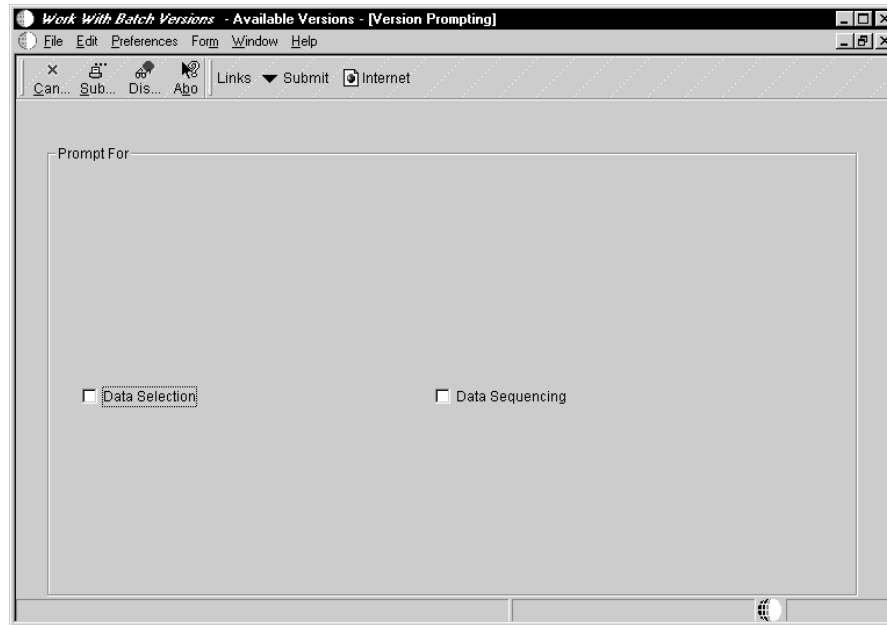 Work With Batch Versions - Available Versions - [Version Prompting]
File Edit Preferences Form Window Help
Can... Sub... Dis... Abo Links Submit Internet
Prompt For
Data Selection Data Sequencing